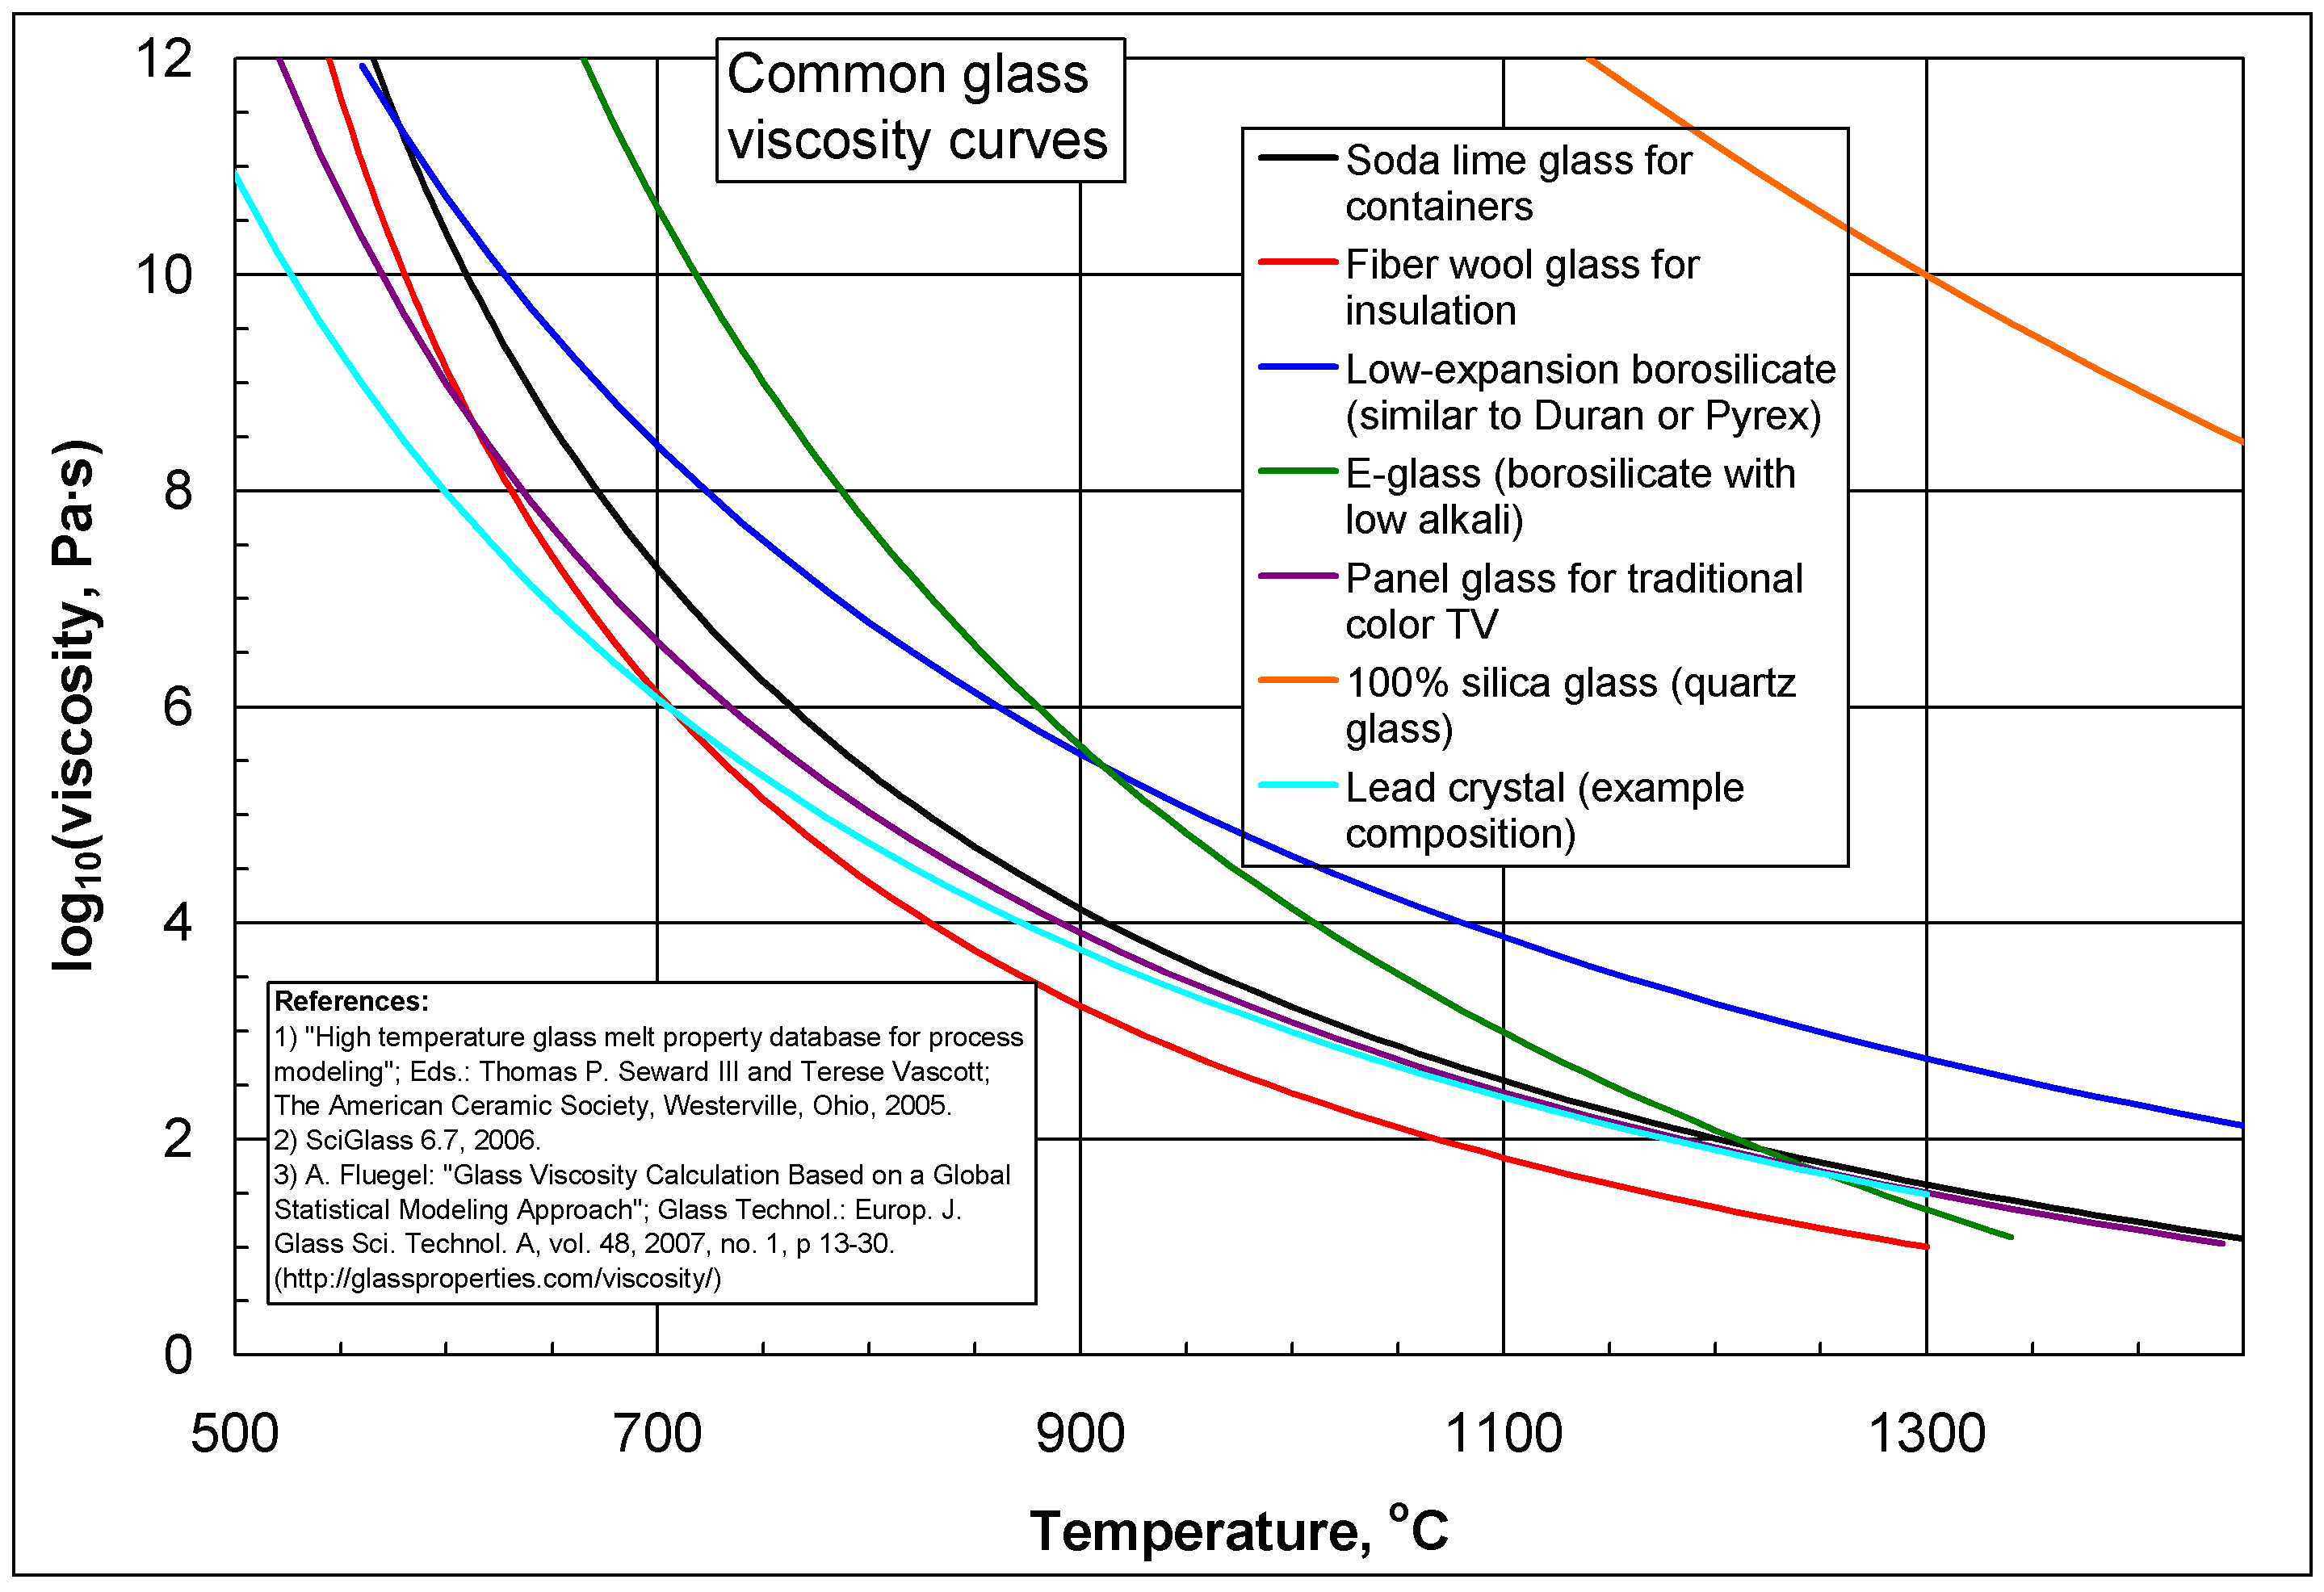 Common glass
viscosity curves
12
10
8
6
4
2
0
log10(viscosity, Pa·s)
Soda lime glass for
containers
Fiber wool glass for
insulation
Low-expansion borosilicate
(similar to Duran or Pyrex)
E-glass (borosilicate with
low alkali)
Panel glass for traditional
color TV
100% silica glass (quartz
glass)
Lead crystal (example
composition)
References:
1) "High temperature glass melt property database for process
modeling"; Eds.: Thomas P. Seward III and Terese Vascott;
The American Ceramic Society, Westerville, Ohio, 2005.
2) SciGlass 6.7, 2006.
3) A. Fluegel: "Glass Viscosity Calculation Based on a Global
Statistical Modeling Approach"; Glass Technol.: Europ. J.
Glass Sci. Technol. A, vol. 48, 2007, no. 1, p 13-30.
(http://glassproperties.com/viscosity/)
500 700 900 1100 1300
Temperature, oC